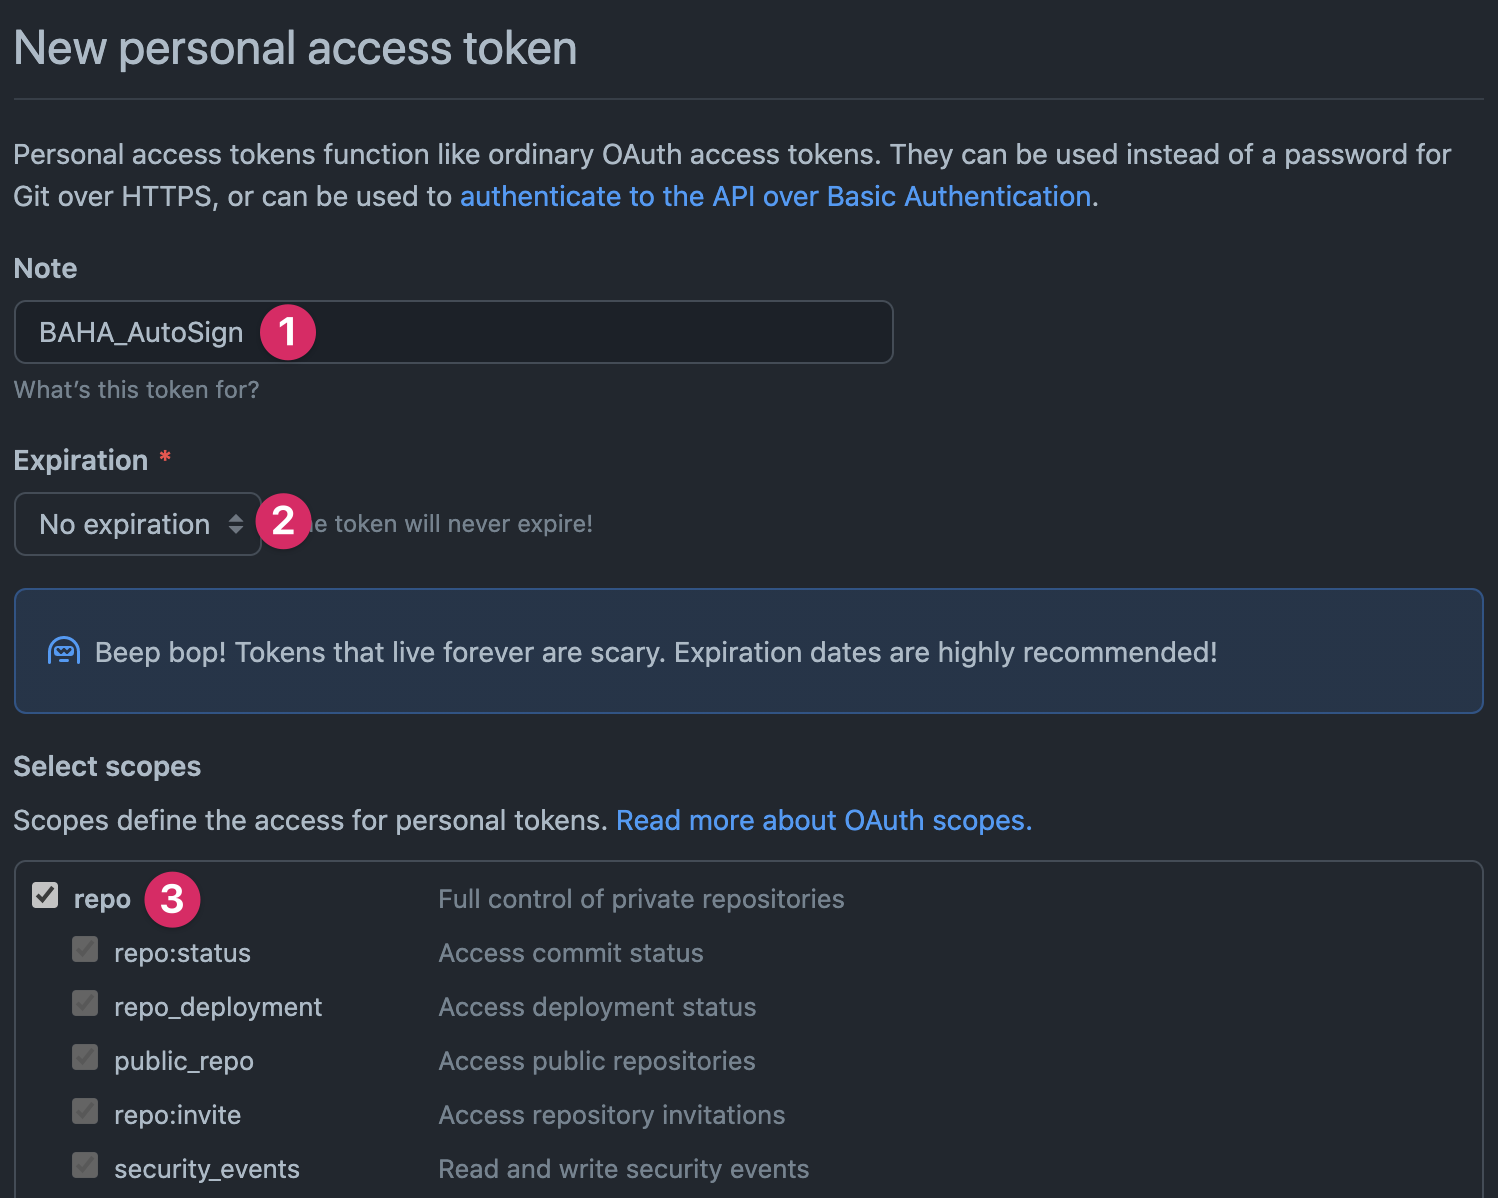 New personal access token
Personal access tokens function like ordinary OAuth access tokens. They can be used instead of a password for
Git over HTTPS, or can be used to authenticate to the API over Basic Authentication.
Note
BAHA_AutoSign 1
What's this token for?
Expiration *
No expiration 2 token will never expire!
Beep bop! Tokens that live forever are scary. Expiration dates are highly recommended!
Select scopes
Scopes define the access for personal tokens. Read more about OAuth scopes.
repo 3 Full control of private repositories
repo:status Access commit status
repo_deployment Access deployment status
public_repo Access public repositories
repo:invite Access repository invitations
security_events Read and write security events